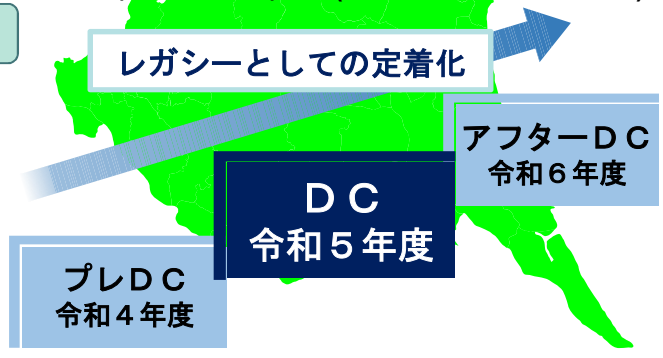 レガシーとしての定着化
アフターＤＣ
令和６年度
ＤＣ
令和５年度
プレＤＣ
令和４年度